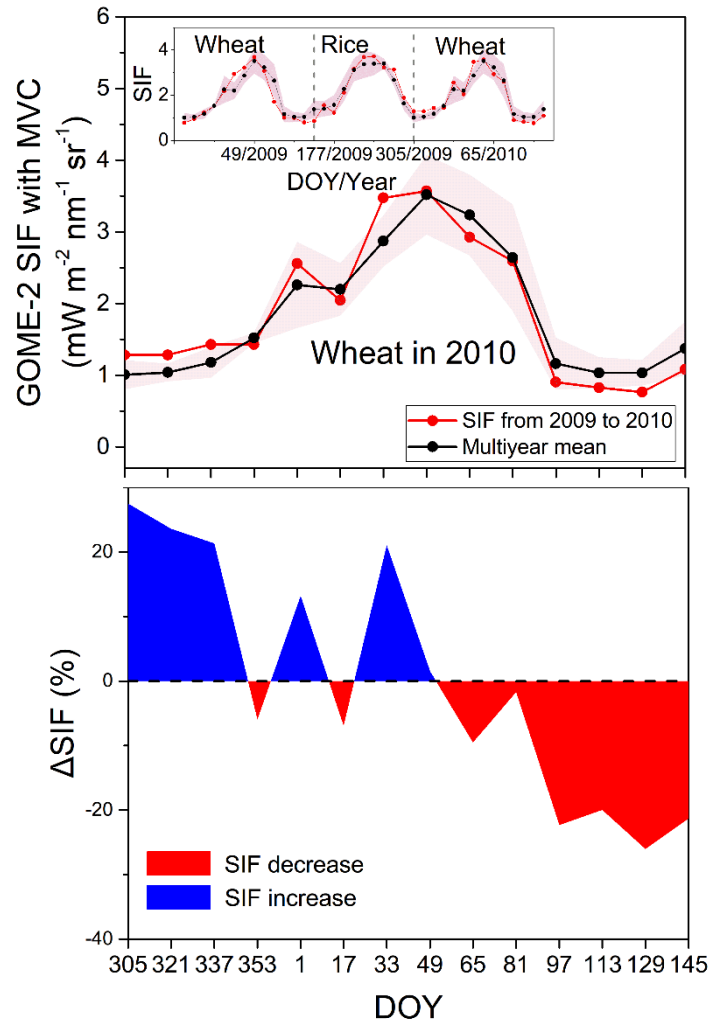 6
5
4
3
2
1
0
GOME-2 SIF with MVC
(mW m⁻² nm⁻¹ sr⁻¹)
4
2
0
SIF
Wheat
Rice
Wheat
49/2009
177/2009
305/2009
65/2010
DOY/Year
Wheat in 2010
SIF from 2009 to 2010
Multiyear mean
20
0
-20
-40
ΔSIF (%)
SIF decrease
SIF increase
305 321 337 353 1 17 33 49 65 81 97 113 129 145
DOY